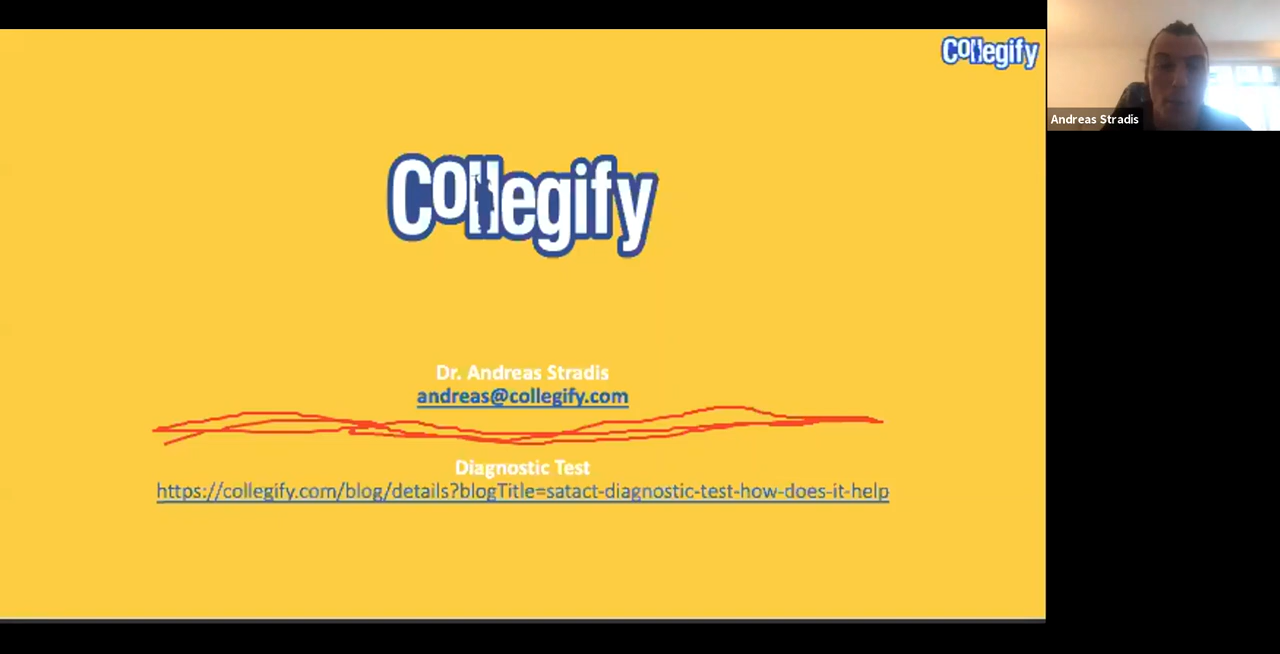 Collegify
Andreas Stradis
Collegify
Dr. Andreas Stradis
andreas@collegify.com
Diagnostic Test
https://collegify.com/blog/details?blogTitle=satact-diagnostic-test-how-does-it-help